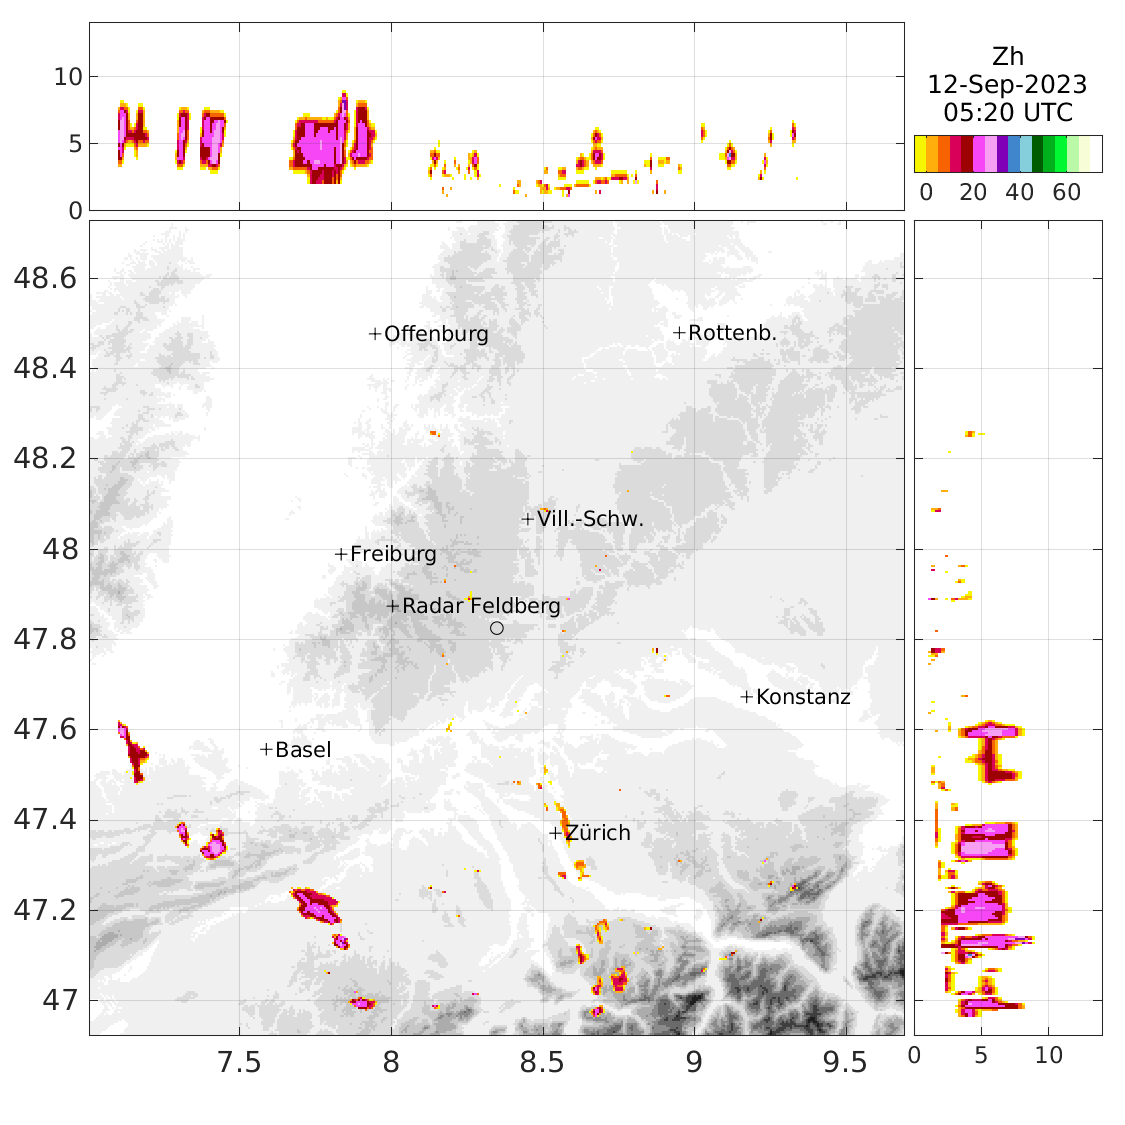 10
5
0
Zh
12-Sep-2023
05:20 UTC
0 20 40 60
48.6
48.4
48.2
48
47.8
47.6
47.4
47.2
47
Offenburg
Rottenb.
Vill.-Schw.
Freiburg
Radar Feldberg
Konstanz
Basel
Zürich
7.5 8 8.5 9 9.5
0 5 10